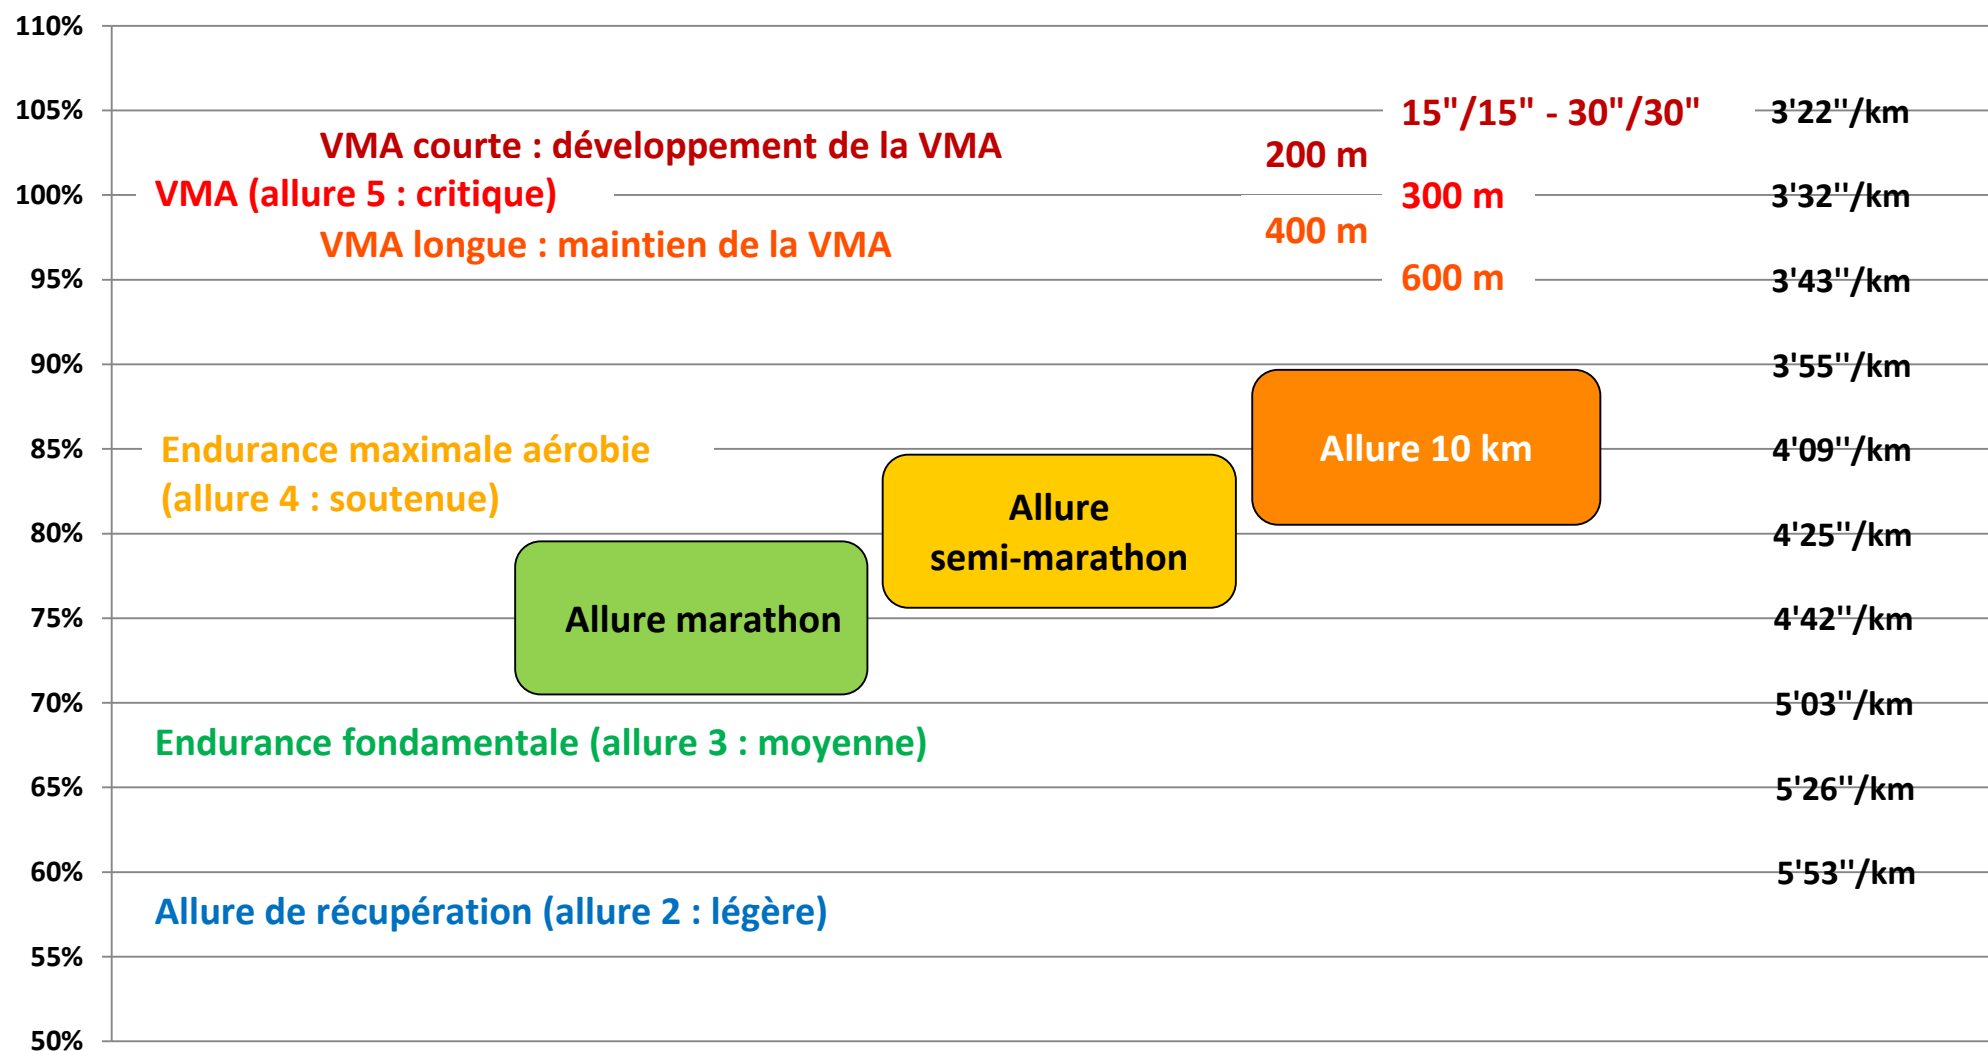 110%
105%
15"/15" - 30"/30"
3'22''/km
VMA courte : développement de la VMA
200 m
100%
VMA (allure 5 : critique)
300 m
3'32''/km
VMA longue : maintien de la VMA
400 m
95%
600 m
3'43''/km
90%
3'55''/km
85%
Endurance maximale aérobie
(allure 4 : soutenue)
Allure 10 km
4'09''/km
80%
Allure
semi-marathon
4'25''/km
75%
Allure marathon
4'42''/km
70%
5'03''/km
Endurance fondamentale (allure 3 : moyenne)
65%
5'26''/km
60%
5'53''/km
Allure de récupération (allure 2 : légère)
55%
50%